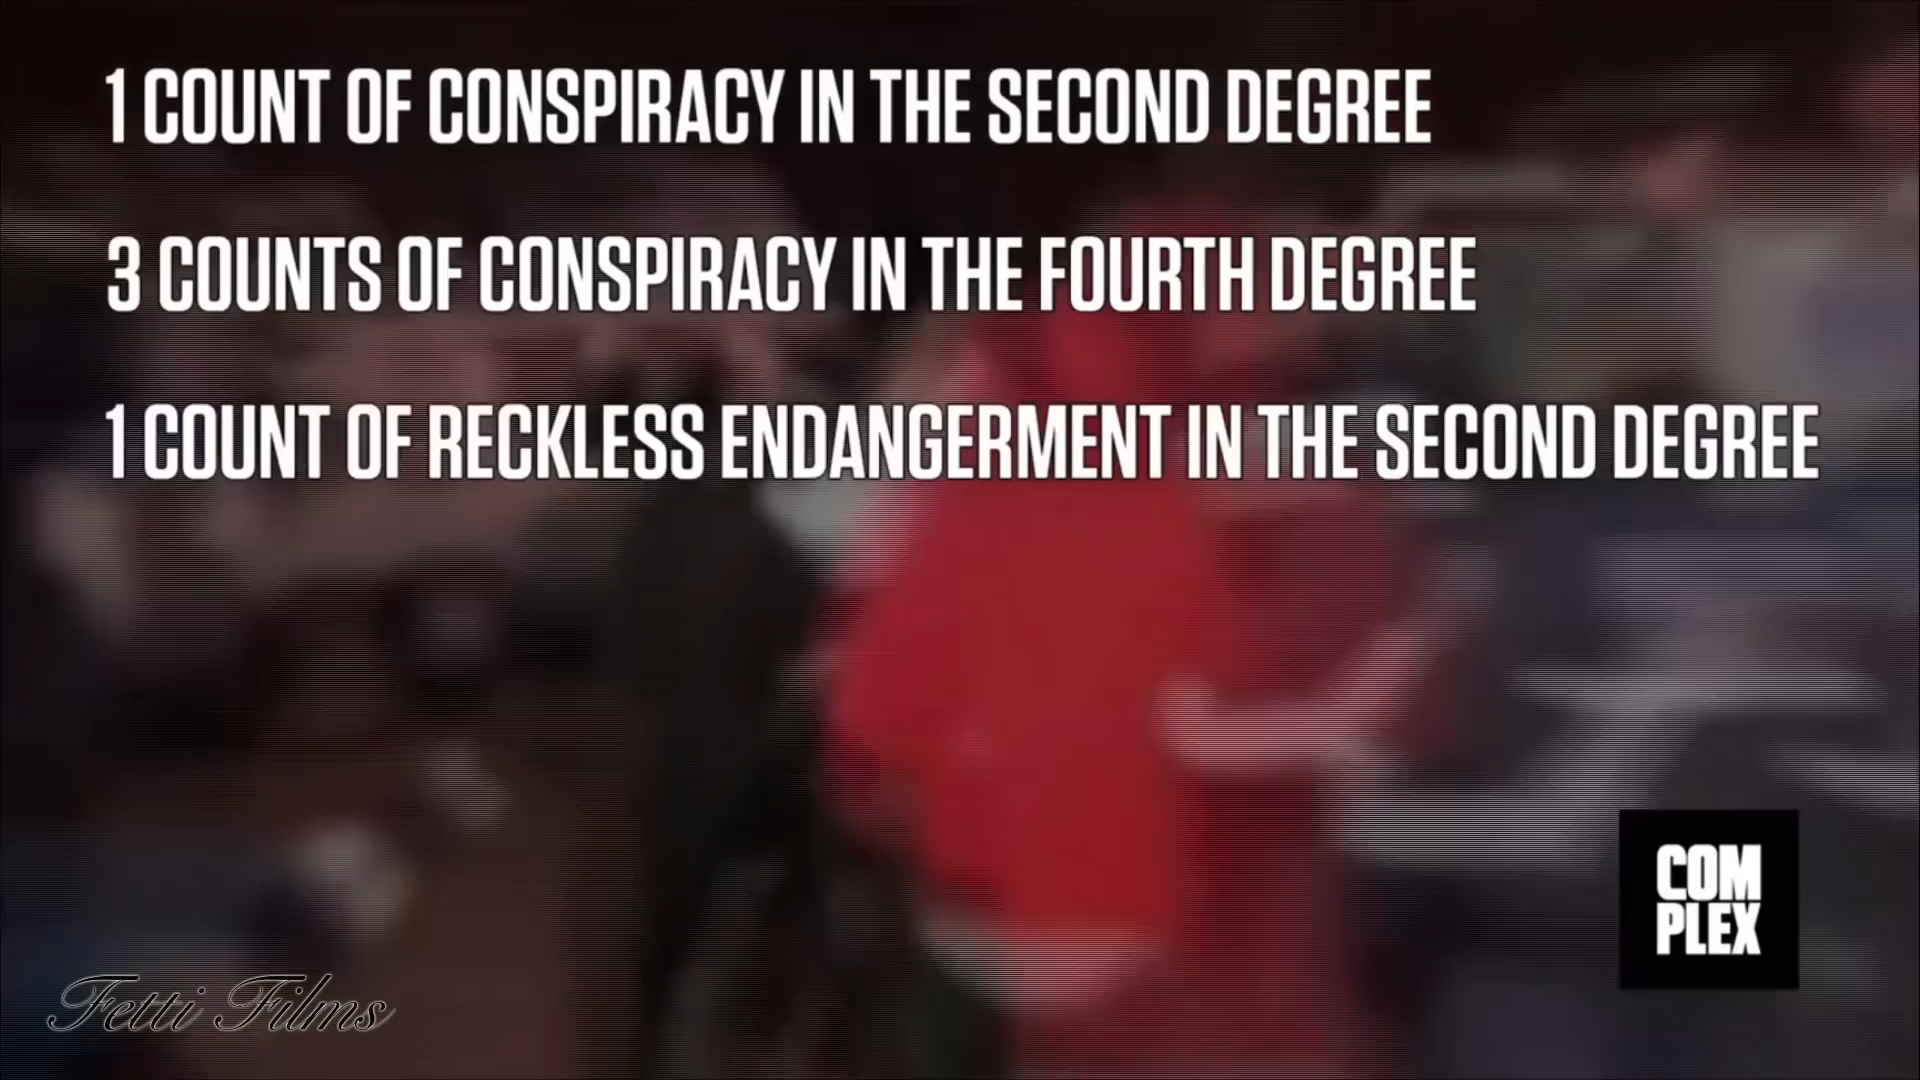 1 COUNT OF CONSPIRACY IN THE SECOND DEGREE
3 COUNTS OF CONSPIRACY IN THE FOURTH DEGREE
1 COUNT OF RECKLESS ENDANGERMENT IN THE SECOND DEGREE
COM
PLEX
Fetti Films